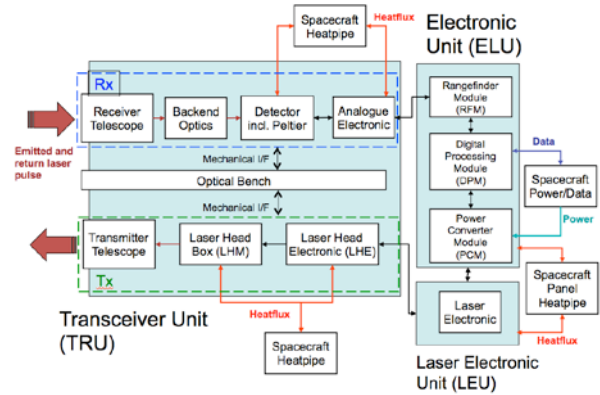 Spacecraft
Heatpipe
Heatflux
Electronic
Unit (ELU)
Rx
Receiver
Telescope
Backend
Optics
Detector
incl. Peltier
Analogue
Electronic
Emitted and
return laser
pulse
Mechanical I/F
Optical Bench
Mechanical I/F
Transmitter
Telescope
Laser Head
Box (LHM)
Laser Head
Electronic (LHE)
Tx
Heatflux
Transceiver Unit
(TRU)
Spacecraft
Heatpipe
Rangefinder
Module
(RFM)
Digital
Processing
Module
(DPM)
Power
Converter
Module
(PCM)
Data
Spacecraft
Power/Data
Power
Spacecraft
Panel
Heatpipe
Laser
Electronic
Heatflux
Laser Electronic
Unit (LEU)